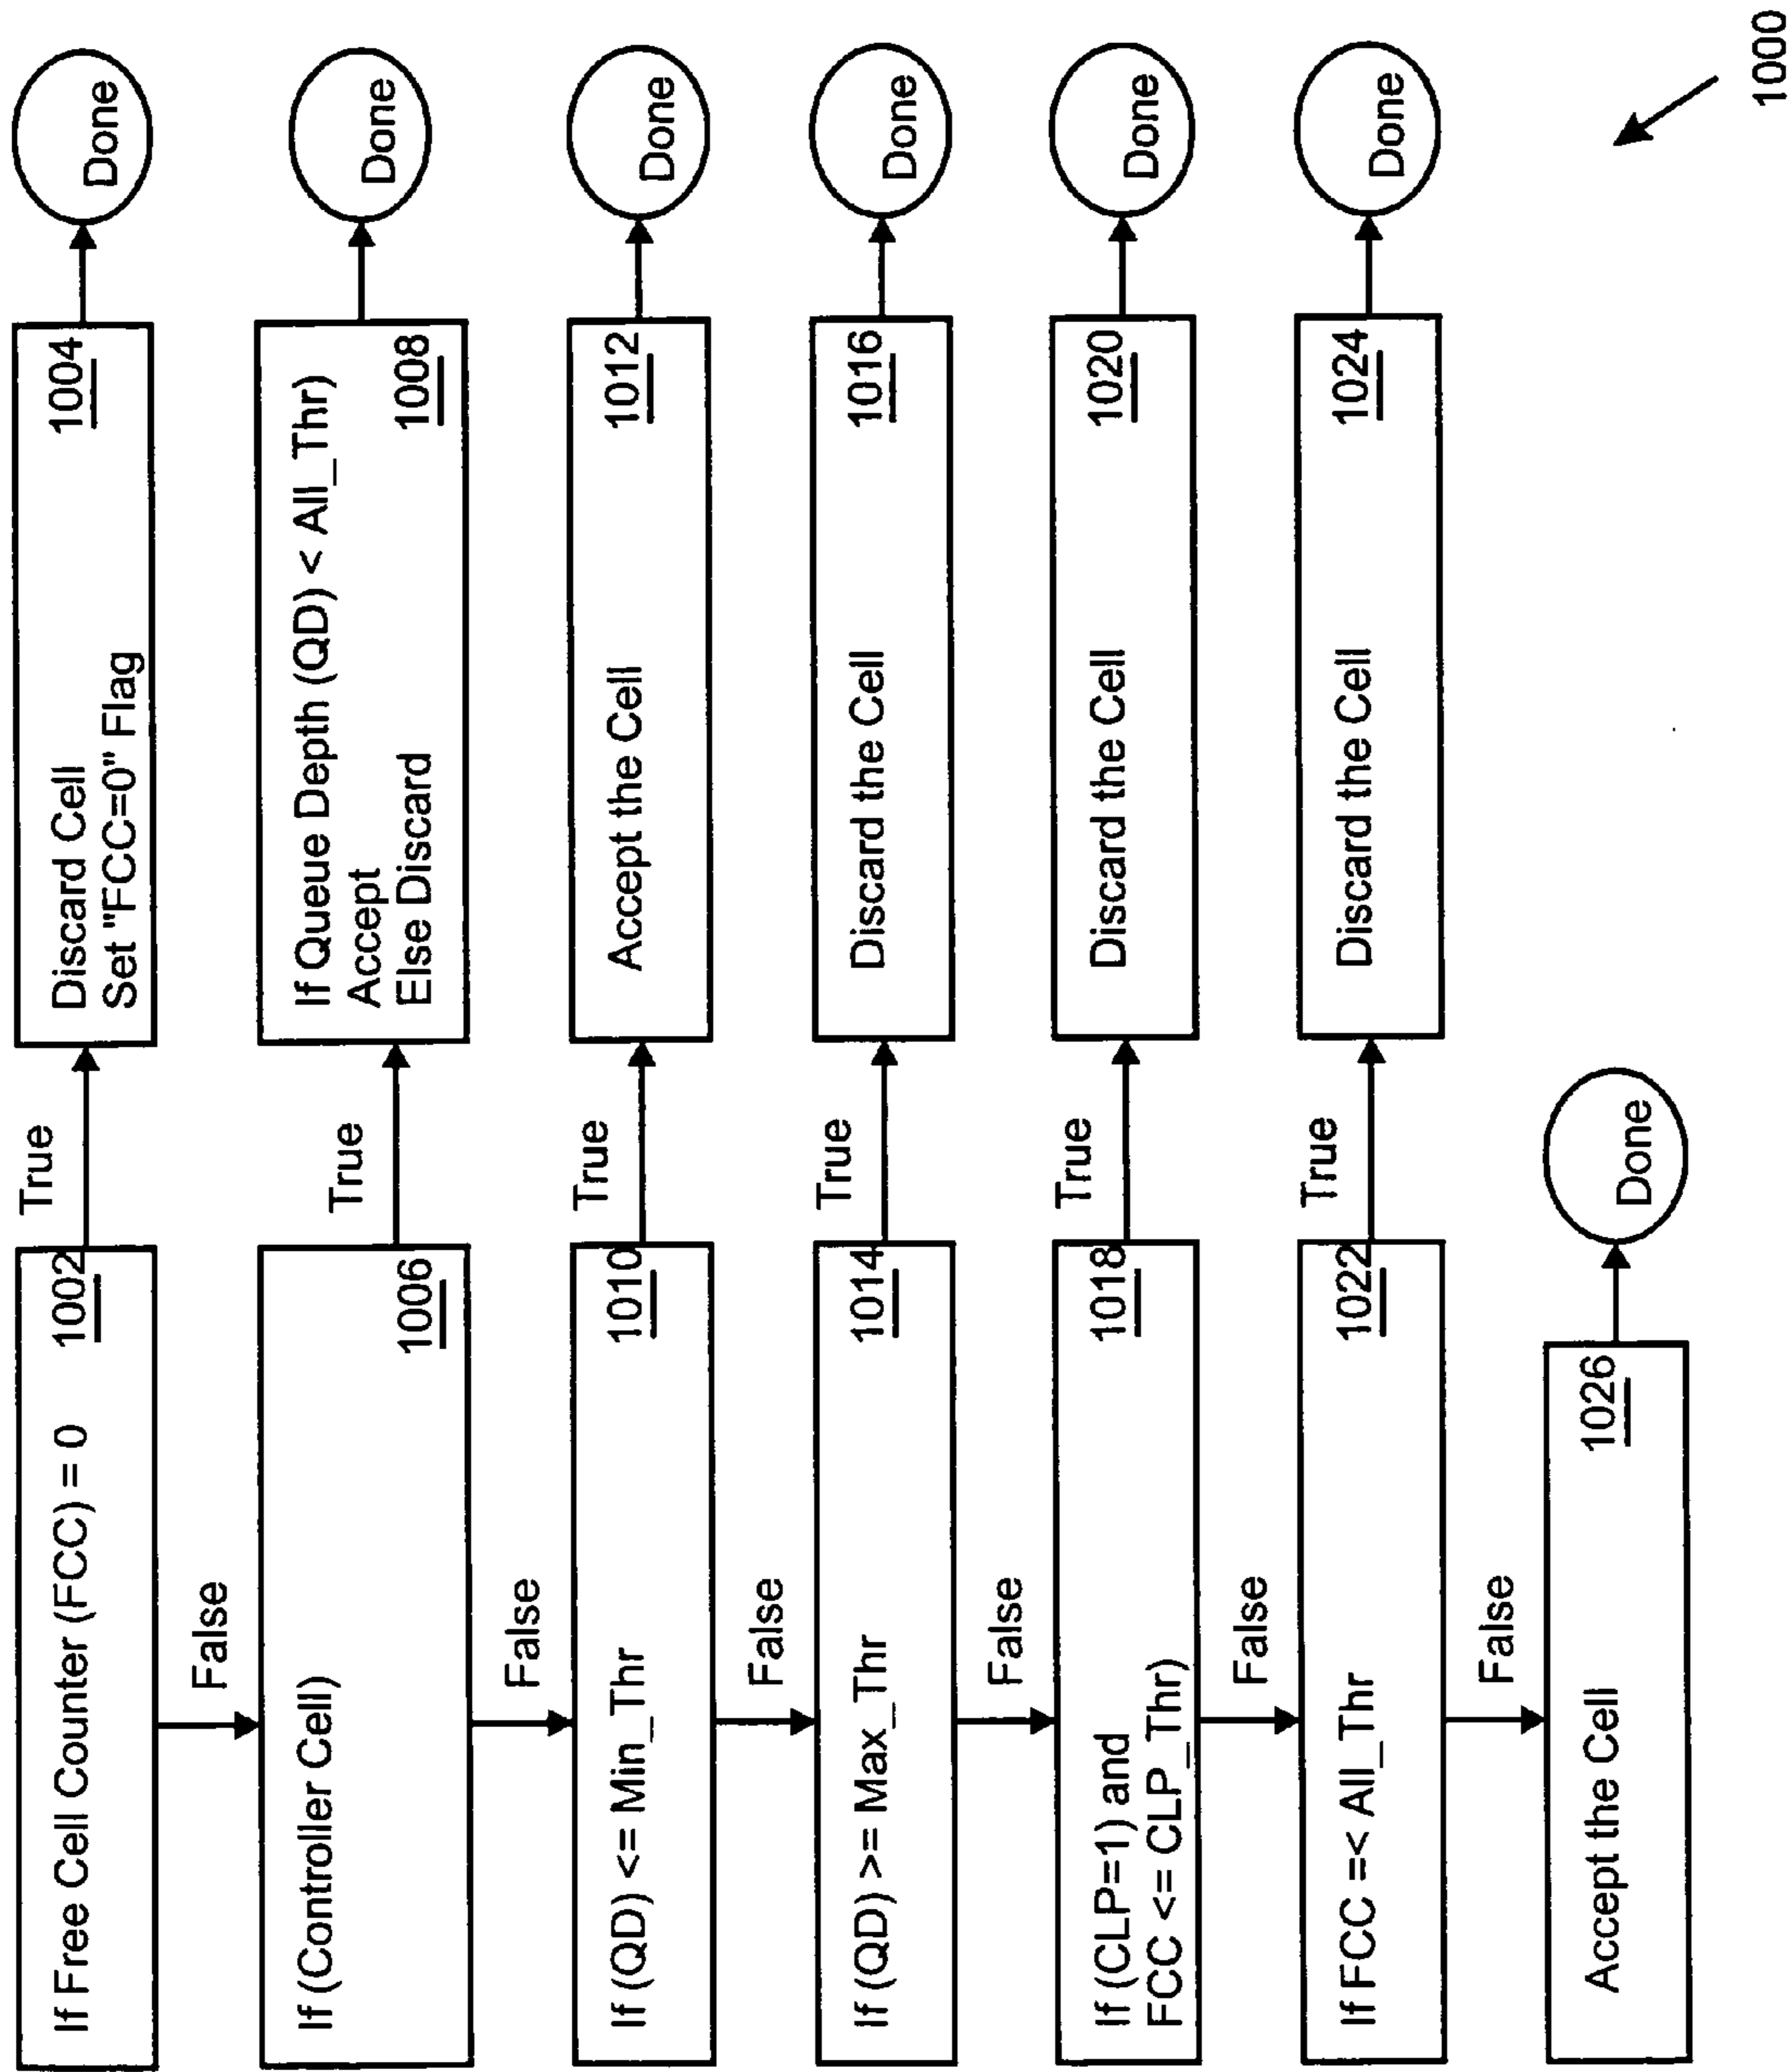 If Free Cell Counter (FCC) = 0 1002
True
Discard Cell 1004
Set "FCC=0" Flag
Done
False
If (Controller Cell)
1006
True
If Queue Depth (QD) < All_Thr)
Accept
Else Discard 1008
Done
False
If (QD) <= Min_Thr 1010
True
Accept the Cell 1012
Done
False
If (QD) >= Max_Thr 1014
True
Discard the Cell 1016
Done
False
If (CLP=1) and 1018
FCC <= CLP_Thr)
True
Discard the Cell 1020
Done
False
If FCC =< All_Thr 1022
True
Discard the Cell 1024
Done
False
Accept the Cell 1026
Done
1000